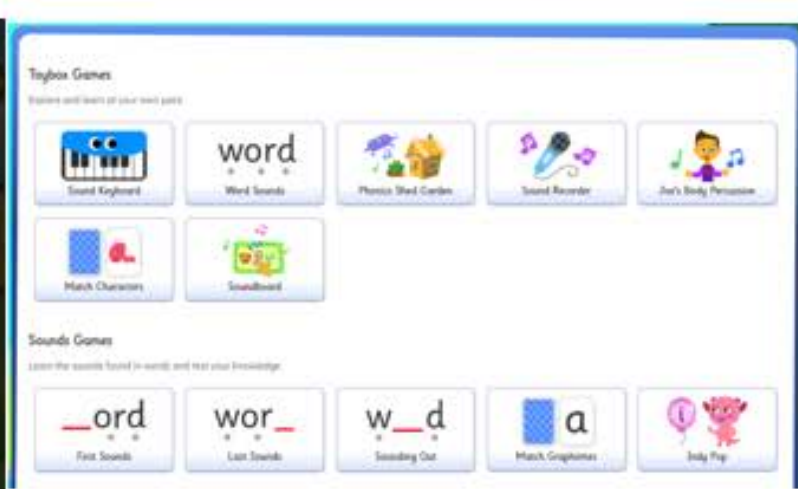 Toybox Games
Explore and learn at your own pace
word
Sound Keyboard
Word Sounds
Phonics Shed Garden
Sound Recorder
Joe's Body Percussion
a
Match Characters
Soundboard
Sounds Games
Learn the sounds found in words and test your knowledge
_ord
wor_
w_d
a
i
First Sounds
Last Sounds
Sounding Out
Match Graphemes
Indy Pop